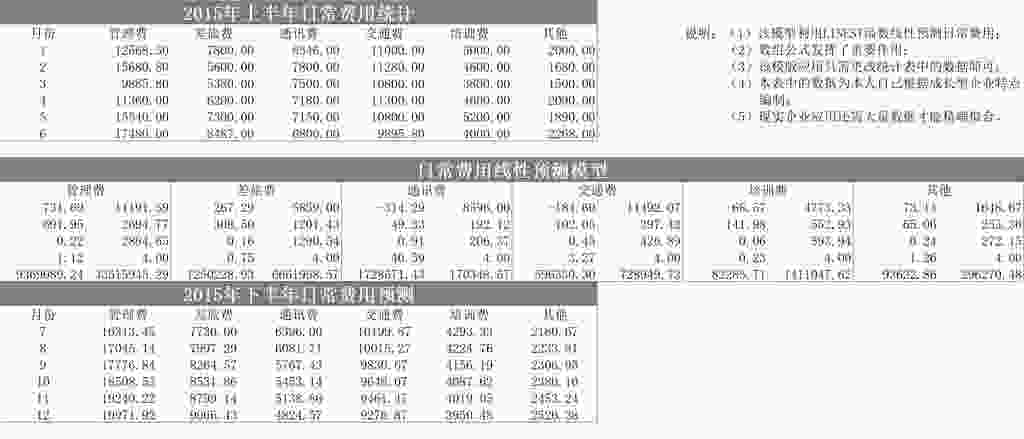 2015年上半年日常费用统计
月份 管理费 差旅费 通讯费 交通费 培训费 其他
1 12568.50 7800.00 8546.00 11000.00 5000.00 2000.00
2 15680.80 5600.00 7800.00 11280.00 4600.00 1680.00
3 9885.80 5380.00 7500.00 10800.00 3800.00 1500.00
4 11360.00 6200.00 7180.00 11300.00 4600.00 2090.00
5 15540.00 7300.00 7150.00 10800.00 5200.00 1890.00
6 17480.00 8487.00 6800.00 9895.80 4000.00 2268.00
说明：（1）该模型利用LINEST函数线性预测日常费用；
（2）数组公式发挥了重要作用；
（3）该模版应用只需更改统计表中的数据即可；
（4）本表中的数据为本人自己根据成长型企业特点
编制；
（5）现实企业应用还需大量数据才能精确拟合。
日常费用线性预测模型
管理费 差旅费 通讯费 交通费 培训费 其他
731.69 11191.59 267.29 5859.00 -314.29 8596.00 -184.60 11492.07 -68.57 4773.33 73.14 1648.67
691.95 2694.77 308.50 1201.43 49.33 192.12 102.05 397.42 141.98 552.93 65.06 253.36
0.22 2894.65 0.16 1290.54 0.91 206.37 0.45 426.89 0.06 593.94 0.24 272.15
1.12 4.00 0.75 4.00 40.59 4.00 3.27 4.00 0.23 4.00 1.26 4.00
9369089.24 33515945.29 1250228.93 6661968.57 1728571.43 170348.57 596350.30 728949.73 82285.71 1411047.62 93622.86 296270.48
2015年下半年日常费用预测
月份 管理费 差旅费 通讯费 交通费 培训费 其他
7 16313.45 7730.00 6396.00 10199.87 4293.33 2160.67
8 17045.14 7997.29 6081.71 10015.27 4224.76 2233.81
9 17776.84 8264.57 5767.43 9830.67 4156.19 2306.95
10 18508.53 8531.86 5453.14 9646.07 4087.62 2380.10
11 19240.22 8799.14 5138.86 9461.47 4019.05 2453.24
12 19971.92 9066.43 4824.57 9276.87 3950.48 2526.38